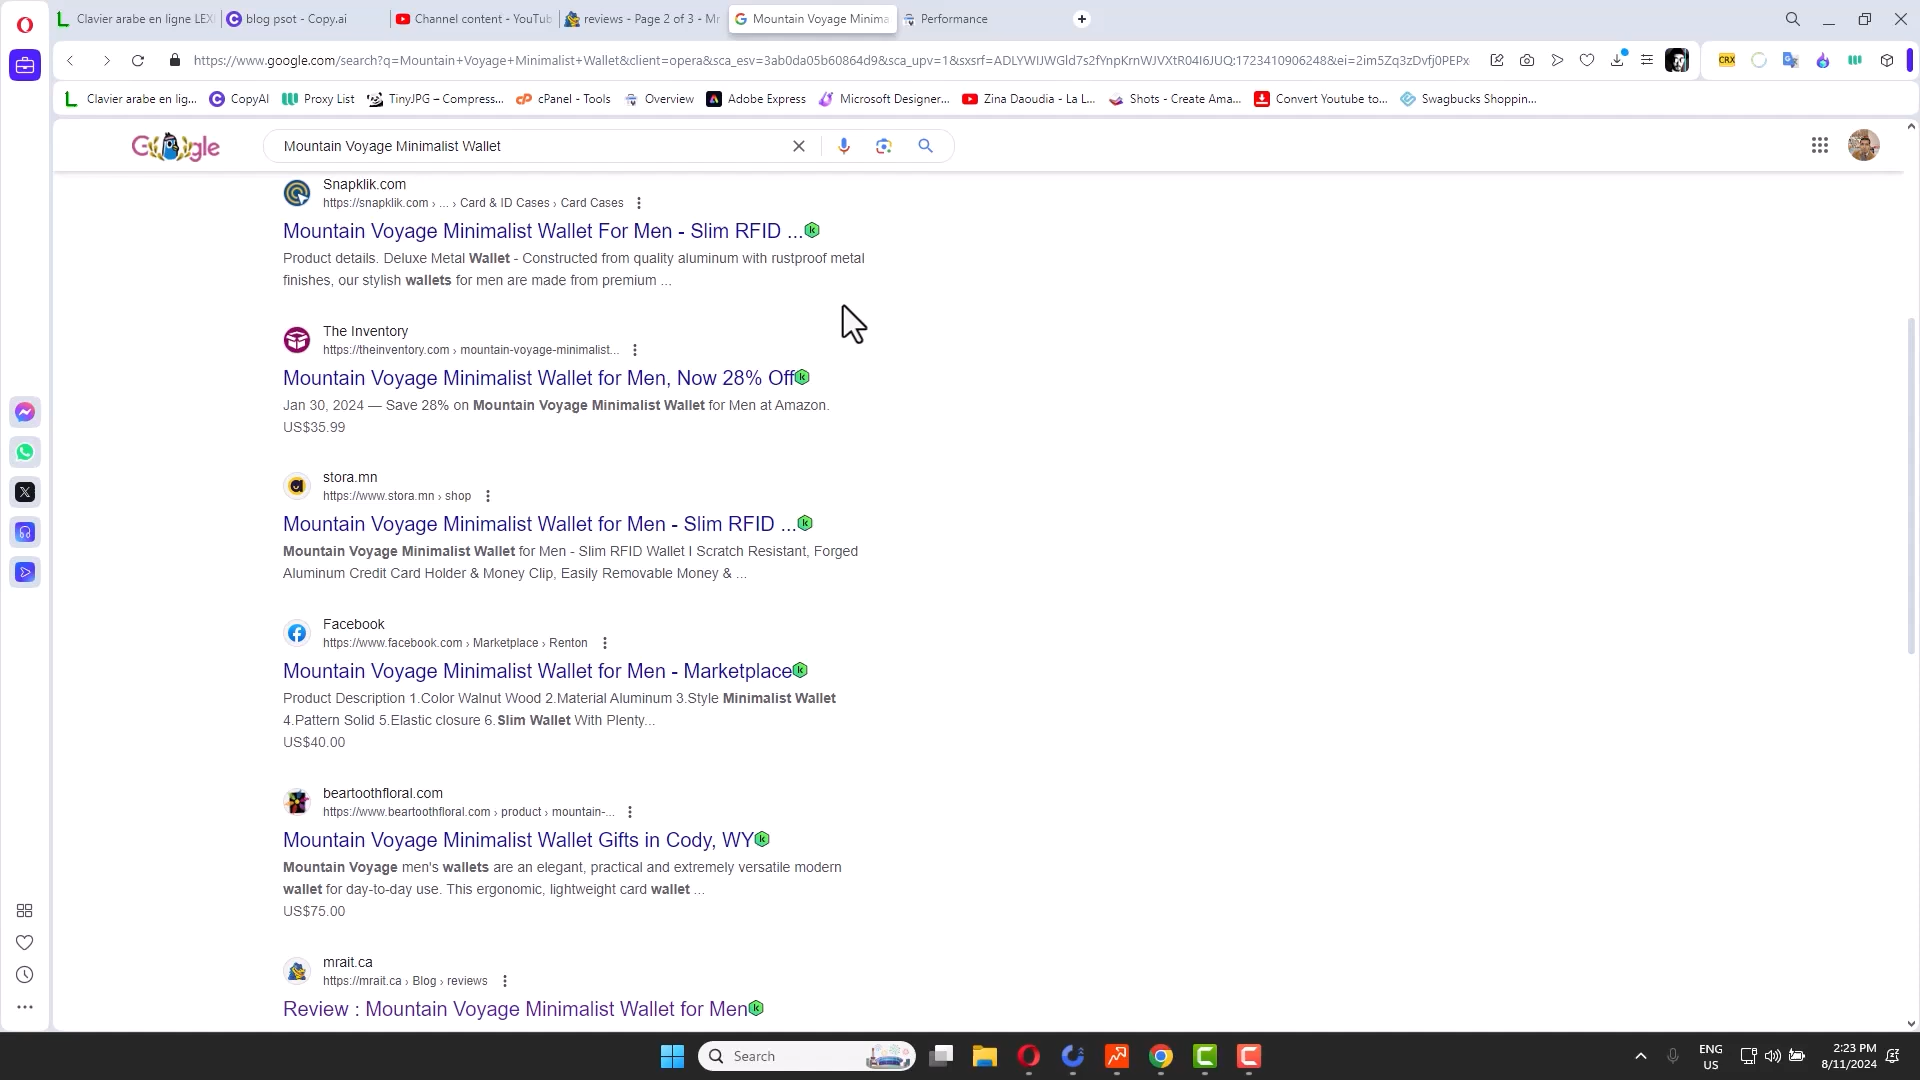 Clavier arabe en ligne LEX
blog psot - Copy.ai
Channel content - YouTub
reviews - Page 2 of 3 - Mr
Mountain Voyage Minima
Performance
https://www.google.com/search?q=Mountain+Voyage+Minimalist+Wallet&client=opera&sca_esv=3ab0da05b60864d9&sca_upv=1&sxsrf=ADLYWIJWGld7s2fYnpKrnWJVXtR04I6JUQ:1723410906248&ei=2im5Zq3zDvfj0PEPx
CRX
Clavier arabe en lig...
CopyAI
Proxy List
TinyJPG – Compress...
cPanel - Tools
Overview
Adobe Express
Microsoft Designer...
Zina Daoudia - La L...
Shots - Create Ama...
Convert Youtube to...
Swagbucks Shoppin...
Google
Mountain Voyage Minimalist Wallet
Snapklik.com
https://snapklik.com › ... › Card & ID Cases › Card Cases
Mountain Voyage Minimalist Wallet For Men - Slim RFID ...
Product details. Deluxe Metal Wallet - Constructed from quality aluminum with rustproof metal
finishes, our stylish wallets for men are made from premium ...
The Inventory
https://theinventory.com › mountain-voyage-minimalist...
Mountain Voyage Minimalist Wallet for Men, Now 28% Off
Jan 30, 2024 — Save 28% on Mountain Voyage Minimalist Wallet for Men at Amazon.
US$35.99
stora.mn
https://www.stora.mn › shop
Mountain Voyage Minimalist Wallet for Men - Slim RFID ...
Mountain Voyage Minimalist Wallet for Men - Slim RFID Wallet I Scratch Resistant, Forged
Aluminum Credit Card Holder & Money Clip, Easily Removable Money & ...
Facebook
https://www.facebook.com › Marketplace › Renton
Mountain Voyage Minimalist Wallet for Men - Marketplace
Product Description 1.Color Walnut Wood 2.Material Aluminum 3.Style Minimalist Wallet
4.Pattern Solid 5.Elastic closure 6.Slim Wallet With Plenty...
US$40.00
beartoothfloral.com
https://www.beartoothfloral.com › product › mountain-...
Mountain Voyage Minimalist Wallet Gifts in Cody, WY
Mountain Voyage men's wallets are an elegant, practical and extremely versatile modern
wallet for day-to-day use. This ergonomic, lightweight card wallet ...
US$75.00
mrait.ca
https://mrait.ca › Blog › reviews
Review : Mountain Voyage Minimalist Wallet for Men
Search
ENG
US
2:23 PM
8/11/2024